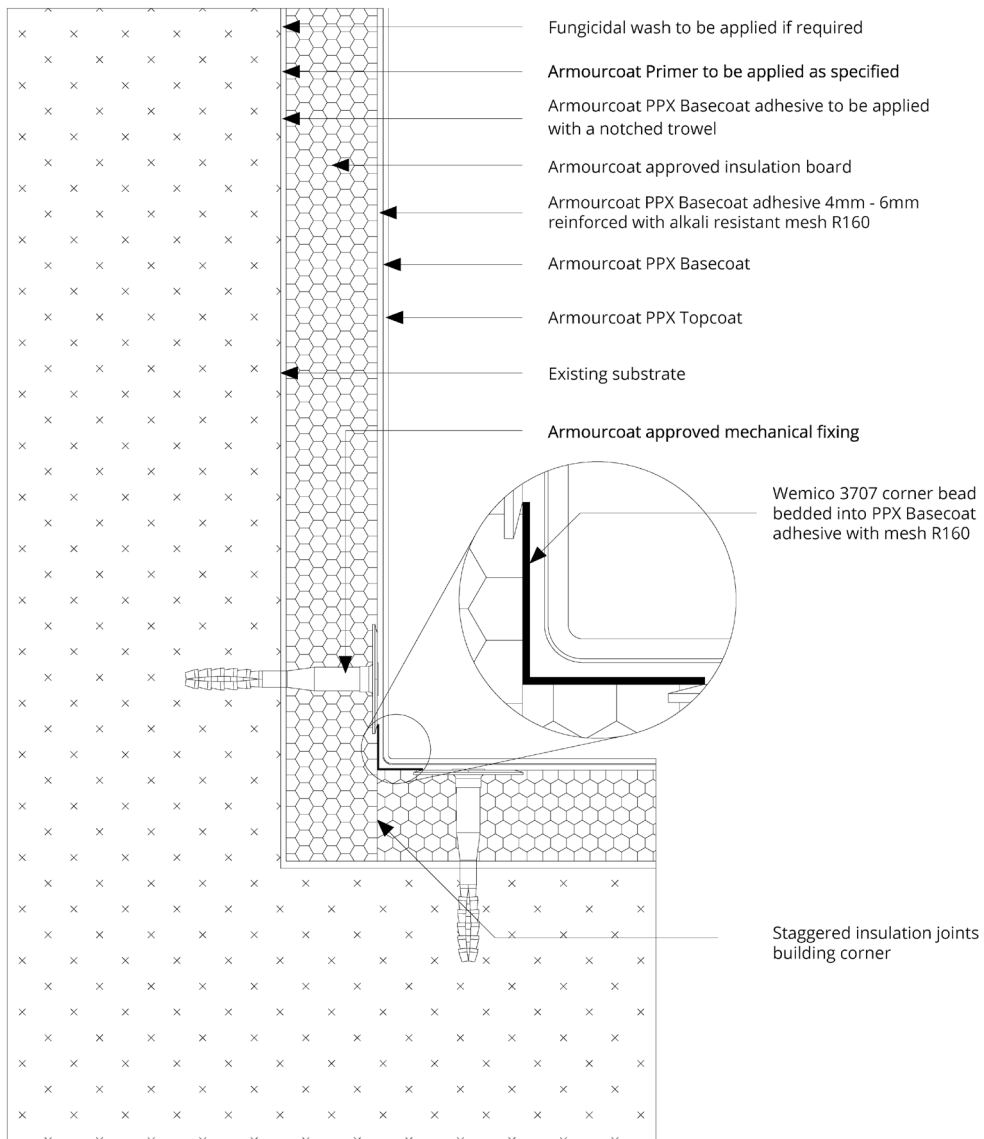 Fungicidal wash to be applied if required
Armourcoat Primer to be applied as specified
Armourcoat PPX Basecoat adhesive to be applied
with a notched trowel
Armourcoat approved insulation board
Armourcoat PPX Basecoat adhesive 4mm - 6mm
reinforced with alkali resistant mesh R160
Armourcoat PPX Basecoat
Armourcoat PPX Topcoat
Existing substrate
Armourcoat approved mechanical fixing
Wemico 3707 corner bead
bedded into PPX Basecoat
adhesive with mesh R160
Staggered insulation joints
building corner